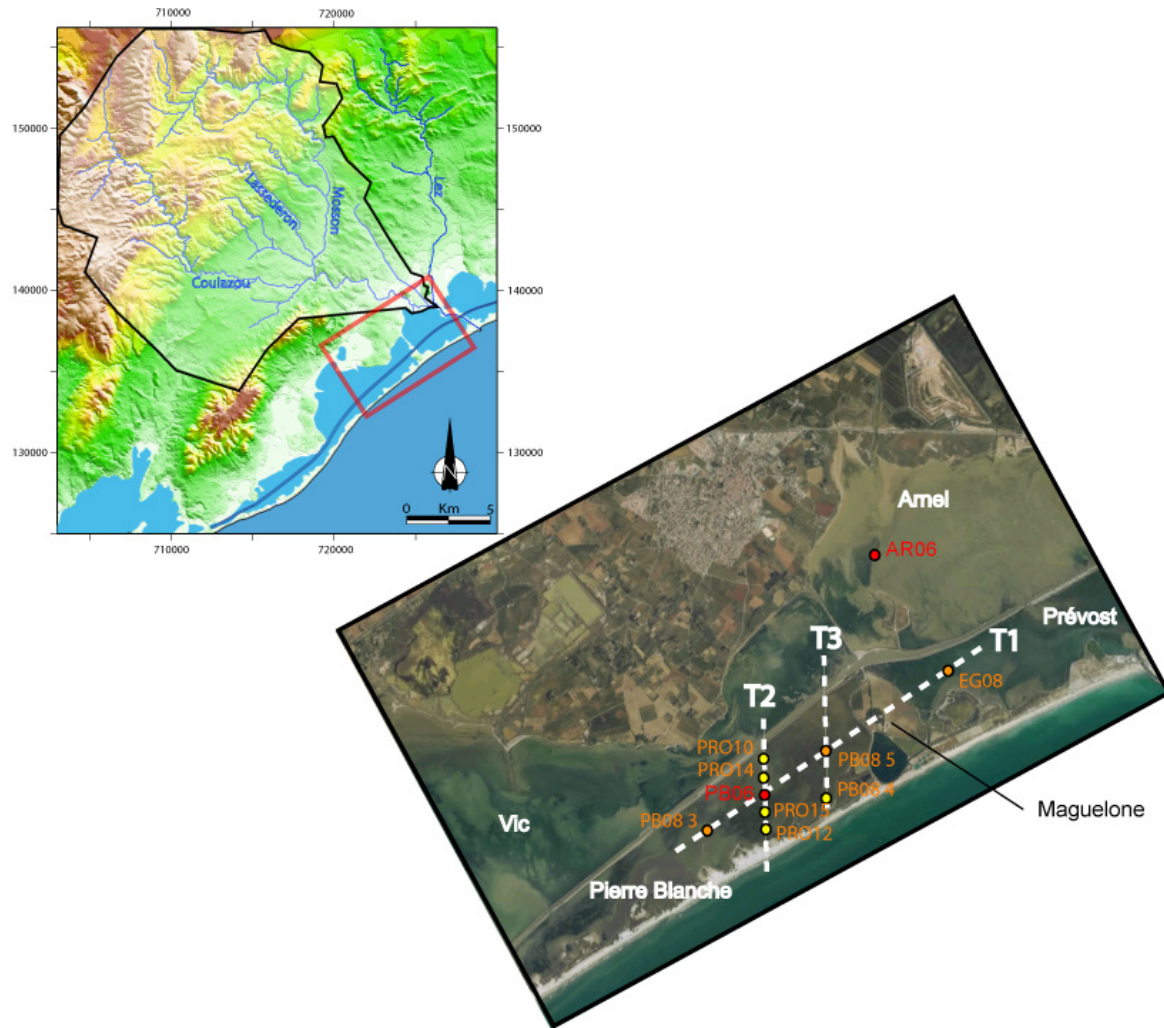 710000
720000
150000
150000
Lassederon
Mosson
Lez
Coulazou
140000
140000
130000
130000
N
0 Km 5
710000
720000
Arnel
AR06
Prévost
T3
T1
EG08
T2
PRO10
PB08 5
PRO14
PB06
PB08 4
PRO15
Maguelone
Vic
PB08 3
PRO12
Pierre Blanche